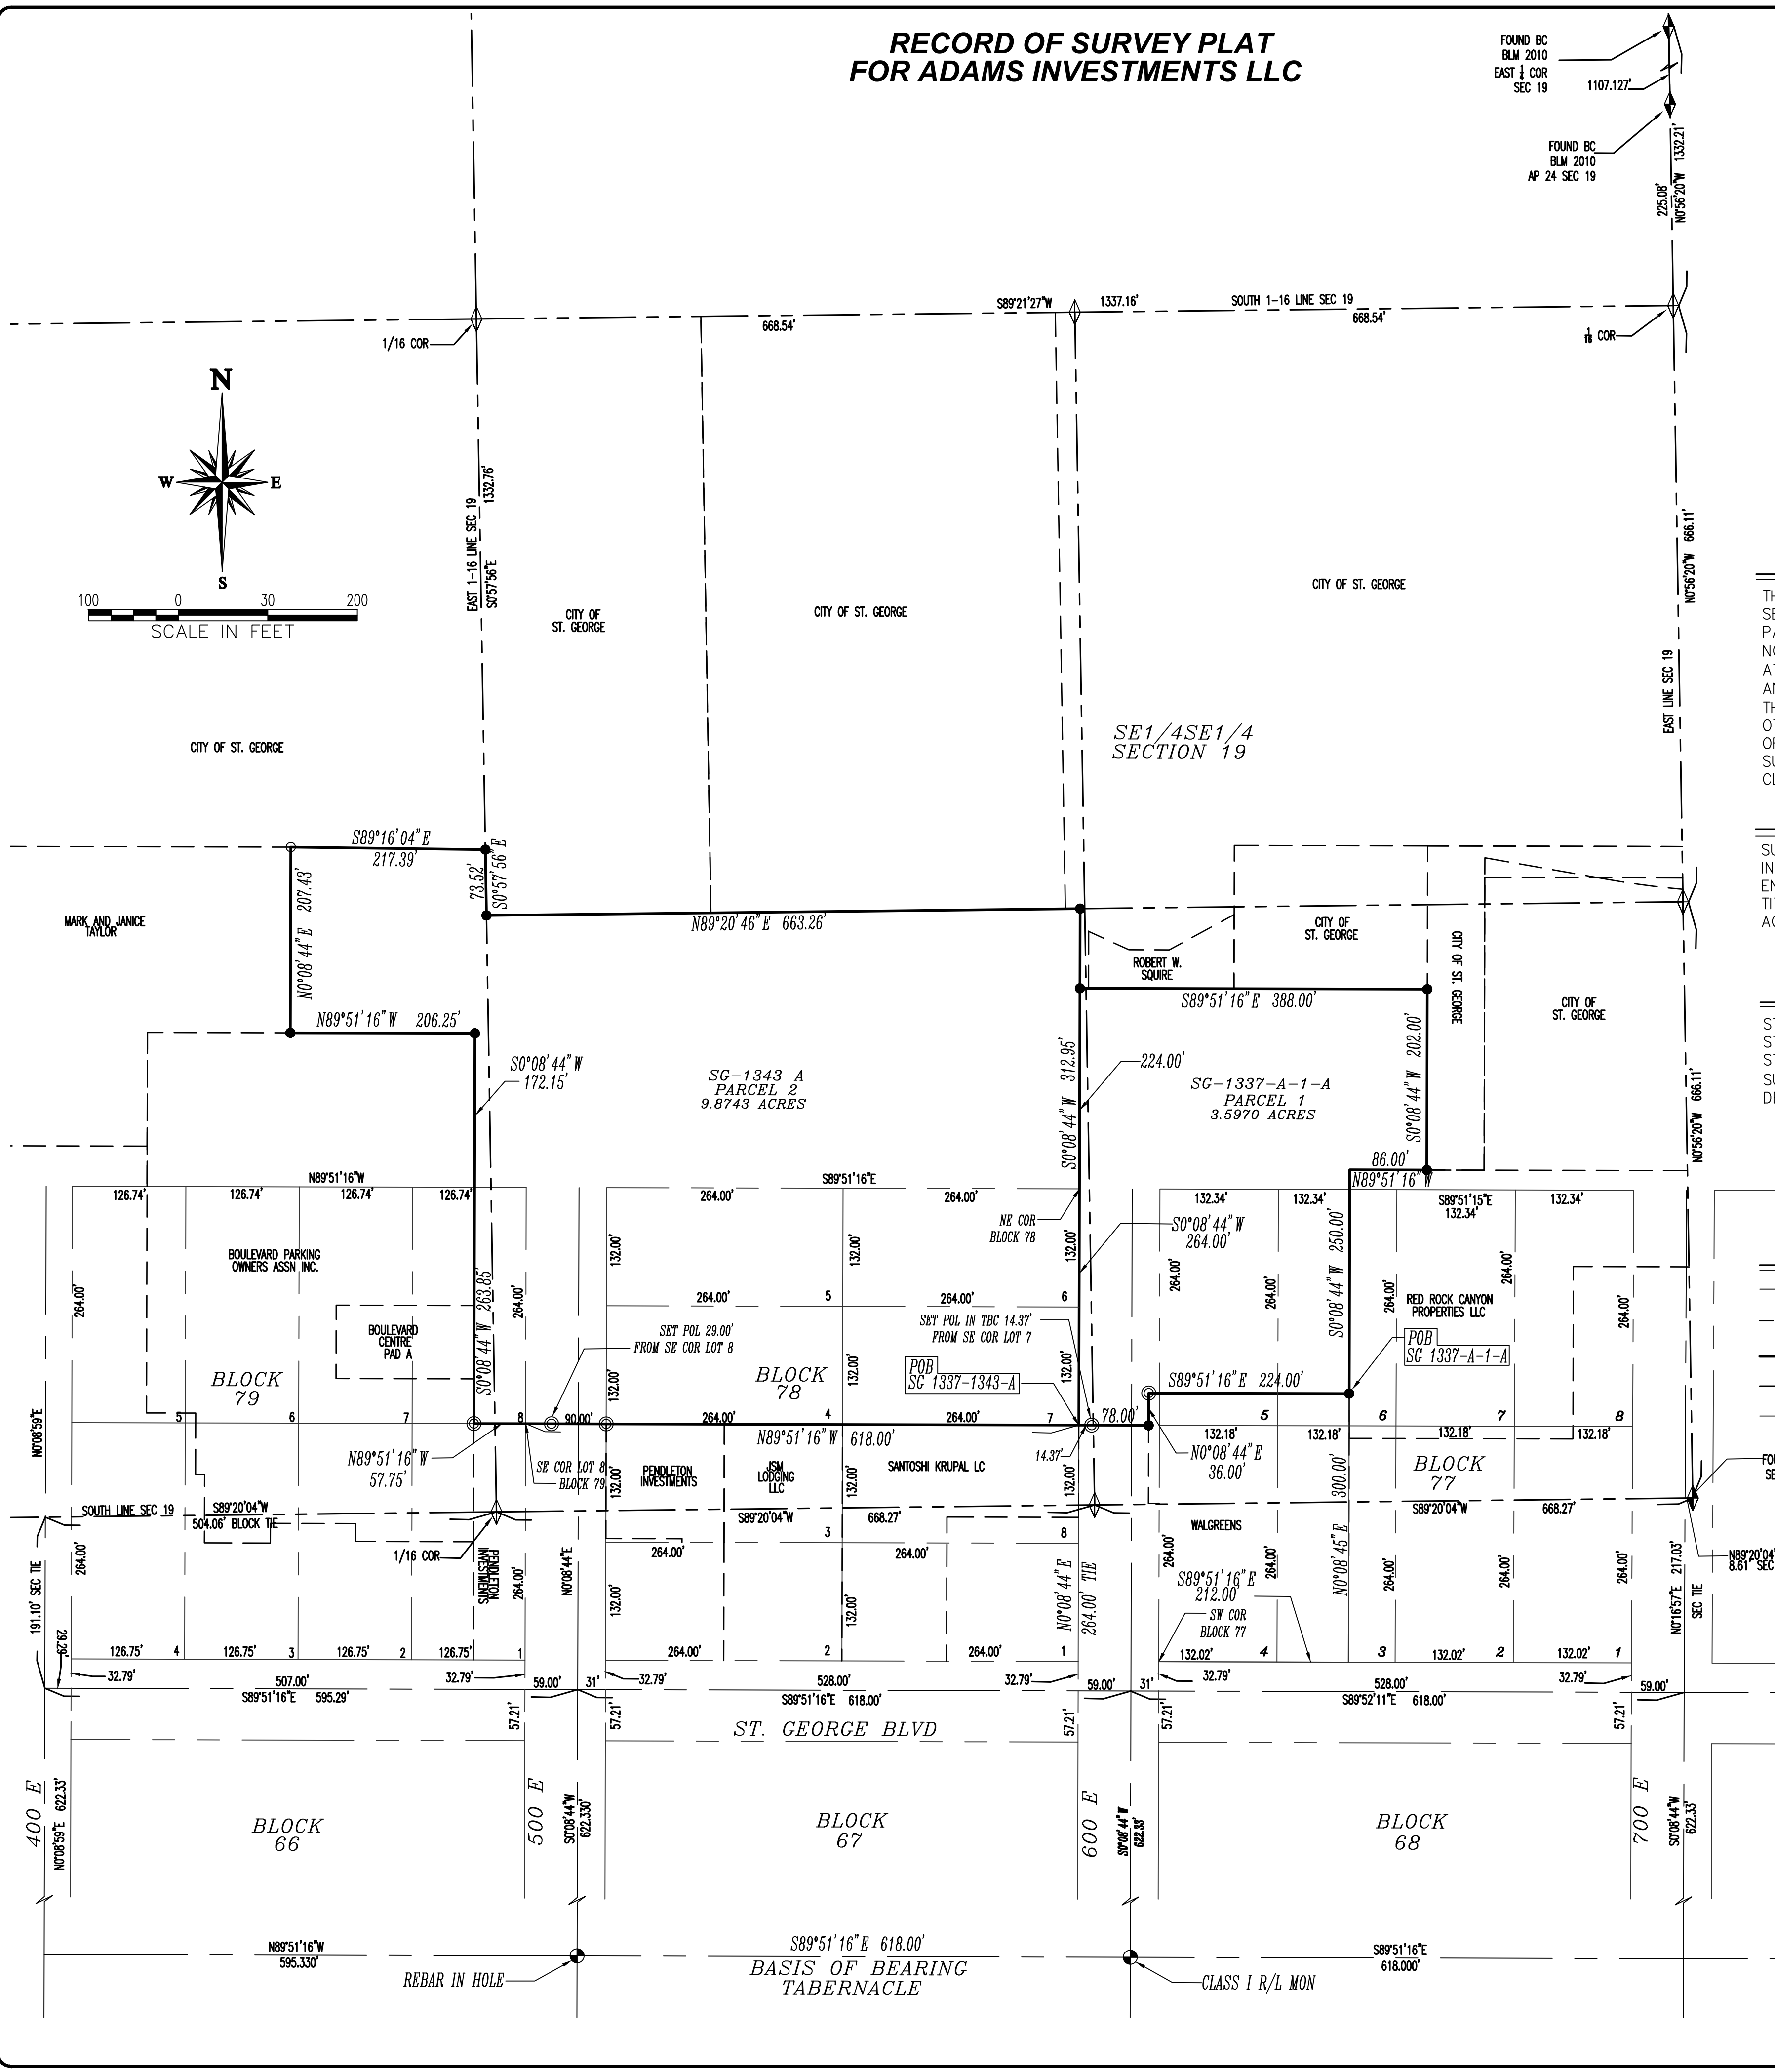 RECORD OF SURVEY PLAT
FOR ADAMS INVESTMENTS LLC
FOUND BC
BLM 2010
EAST 1/4 COR
SEC 19
1107.127'
FOUND BC
BLM 2010
AP 24 SEC 19
225.08'
N0°56'20"W 1332.21'
S89°21'27"W
1337.16'
SOUTH 1-16 LINE SEC 19
668.54'
668.54'
1/16 COR
1/16 COR
N
W
E
S
100 0 30 200
SCALE IN FEET
EAST 1-16 LINE SEC 19
1332.76'
S0°57'56"E
CITY OF
ST. GEORGE
CITY OF ST. GEORGE
CITY OF ST. GEORGE
N0°56'20"W 666.11'
EAST LINE SEC 19
SE1/4SE1/4
SECTION 19
CITY OF ST. GEORGE
S89°16'04"E
217.39'
73.52'
S0°57'56"E
N0°08'44"E 207.43'
MARK AND JANICE
TAYLOR
N89°20'46"E 663.26'
ROBERT W.
SQUIRE
CITY OF
ST. GEORGE
CITY OF ST. GEORGE
CITY OF
ST. GEORGE
N89°51'16"W 206.25'
S89°51'16"E 388.00'
S0°08'44"W
172.15'
SG-1343-A
PARCEL 2
9.8743 ACRES
S0°08'44"W 312.95'
224.00'
SG-1337-A-1-A
PARCEL 1
3.5970 ACRES
S0°08'44"W 202.00'
N0°56'20"W 666.11'
86.00'
N89°51'16"W
N89°51'16"W
126.74'
126.74'
126.74'
126.74'
S89°51'16"E
264.00'
264.00'
132.34'
132.34'
S89°51'15"E
132.34'
132.34'
NE COR
BLOCK 78
S0°08'44"W
264.00'
BOULEVARD PARKING
OWNERS ASSN INC.
264.00'
S0°08'44"W 263.85'
264.00'
132.00'
132.00'
132.00'
264.00'
264.00'
264.00'
S0°08'44"W 250.00'
264.00'
264.00'
RED ROCK CANYON
PROPERTIES LLC
264.00'
264.00'
5
264.00'
6
BOULEVARD
CENTRE
PAD A
SET POL 29.00'
FROM SE COR LOT 8
SET POL IN TBC 14.37'
FROM SE COR LOT 7
POB
SG 1337-A-1-A
BLOCK
79
BLOCK
78
132.00'
132.00'
132.00'
POB
SG 1337-1343-A
S89°51'16"E 224.00'
N0°08'59"E
5
6
7
8
90.00'
264.00'
4
264.00'
7
78.00'
5
6
7
8
132.18'
132.18'
132.18'
132.18'
N89°51'16"W 618.00'
14.37'
N0°08'44"E
36.00'
N89°51'16"W
57.75'
SE COR LOT 8
BLOCK 79
132.00'
PENDLETON
INVESTMENTS
JSM
LODGING
LLC
132.00'
SANTOSHI KRUPAL LC
132.00'
BLOCK
77
300.00'
SOUTH LINE SEC 19
S89°20'04"W
504.06' BLOCK TIE
S89°20'04"W
668.27'
WALGREENS
S89°20'04"W
668.27'
1/16 COR
PENDLETON
INVESTMENTS
3
8
264.00'
264.00'
191.10' SEC TIE
264.00'
264.00'
N0°08'44"E
132.00'
132.00'
N0°08'44"E
264.00' TIE
264.00'
S89°51'16"E
212.00'
264.00'
N0°08'45"E
264.00'
264.00'
264.00'
N0°16'57"E 217.03'
SEC TIE
N89°20'04"
8.61' SEC
SW COR
BLOCK 77
29.29'
126.75'
4
126.75'
3
126.75'
2
126.75'
1
264.00'
2
264.00'
1
132.02'
4
3
132.02'
2
132.02'
1
32.79'
507.00'
32.79'
59.00'
31'
32.79'
528.00'
32.79'
59.00'
31'
32.79'
528.00'
32.79'
59.00'
S89°51'16"E 595.29'
S89°51'16"E 618.00'
S89°52'11"E 618.00'
57.21'
57.21'
57.21'
57.21'
57.21'
ST. GEORGE BLVD
400 E
N0°08'59"E 622.33'
BLOCK
66
500 E
S0°08'44"W
622.330'
BLOCK
67
600 E
S0°08'44"W
622.33'
BLOCK
68
700 E
S0°08'44"W
622.33'
N89°51'16"W
595.330'
S89°51'16"E 618.00'
BASIS OF BEARING
TABERNACLE
S89°51'16"E
618.000'
REBAR IN HOLE
CLASS I R/L MON